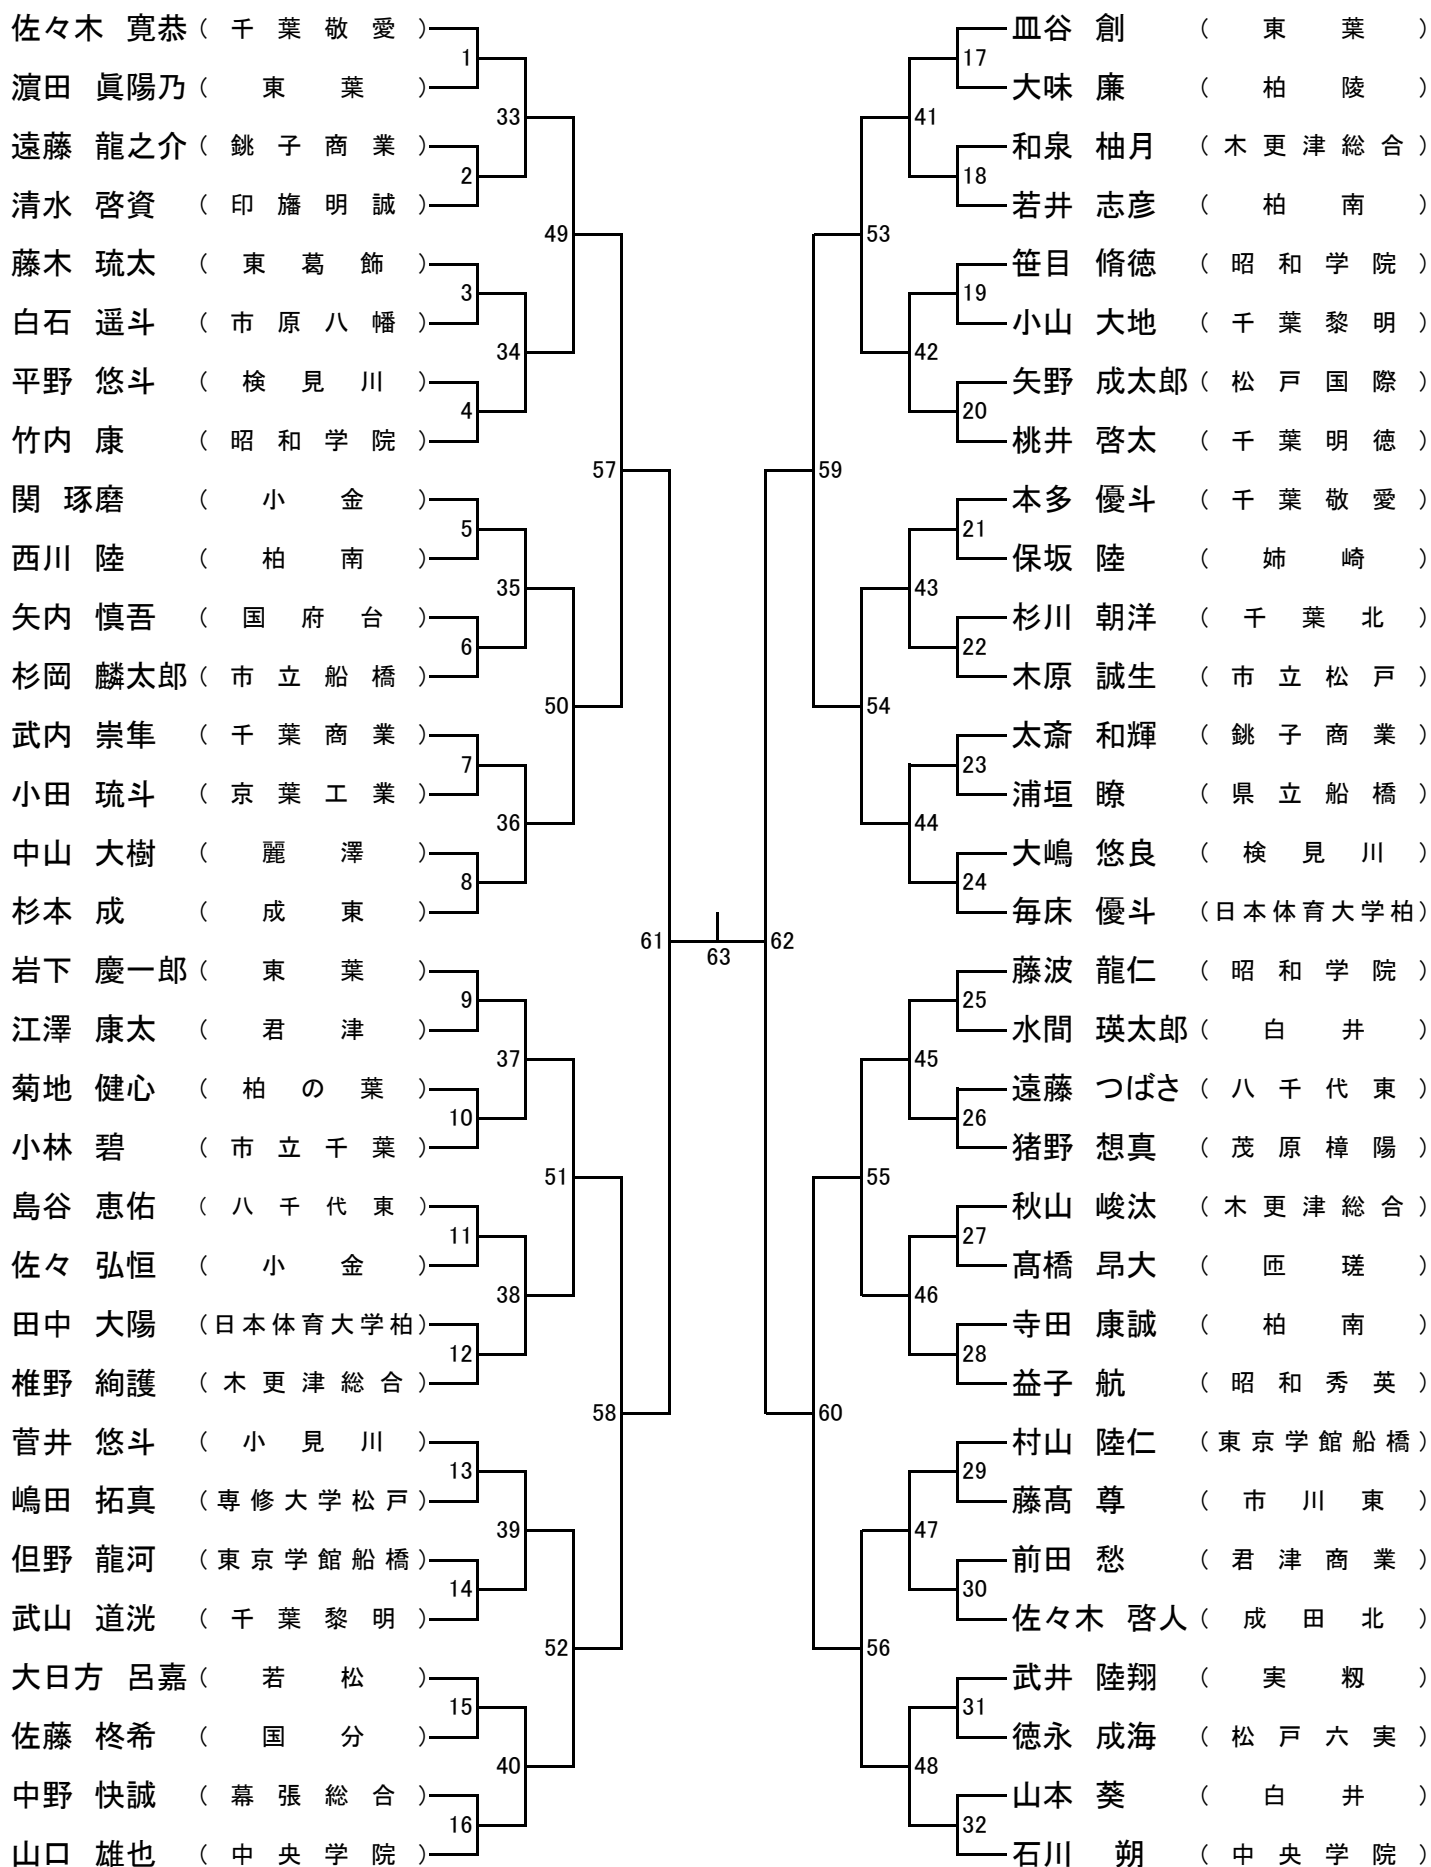 佐々木 寛恭 ( 千葉敬愛 )
1
濵田 眞陽乃 ( 東葉 )
33
遠藤 龍之介 ( 銚子商業 )
2
清水 啓資 ( 印旛明誠 )
49
藤木 琉太 ( 東葛飾 )
3
白石 遥斗 ( 市原八幡 )
34
平野 悠斗 ( 検見川 )
4
竹内 康 ( 昭和学院 )
57
関 琢磨 ( 小金 )
5
西川 陸 ( 柏南 )
35
矢内 慎吾 ( 国府台 )
6
杉岡 麟太郎 ( 市立船橋 )
50
武内 崇隼 ( 千葉商業 )
7
小田 琉斗 ( 京葉工業 )
36
中山 大樹 ( 麗澤 )
8
杉本 成 ( 成東 )
61
岩下 慶一郎 ( 東葉 )
9
江澤 康太 ( 君津 )
37
菊地 健心 ( 柏の葉 )
10
小林 碧 ( 市立千葉 )
51
島谷 恵佑 ( 八千代東 )
11
佐々 弘恒 ( 小金 )
38
田中 大陽 ( 日本体育大学柏 )
12
椎野 絢護 ( 木更津総合 )
58
菅井 悠斗 ( 小見川 )
13
嶋田 拓真 ( 専修大学松戸 )
39
但野 龍河 ( 東京学館船橋 )
14
武山 道洸 ( 千葉黎明 )
52
大日方 呂嘉 ( 若松 )
15
佐藤 柊希 ( 国分 )
40
中野 快誠 ( 幕張総合 )
16
山口 雄也 ( 中央学院 )
63
皿谷 創 ( 東葉 )
17
大味 廉 ( 柏陵 )
41
和泉 柚月 ( 木更津総合 )
18
若井 志彦 ( 柏南 )
53
笹目 脩徳 ( 昭和学院 )
19
小山 大地 ( 千葉黎明 )
42
矢野 成太郎 ( 松戸国際 )
20
桃井 啓太 ( 千葉明徳 )
59
本多 優斗 ( 千葉敬愛 )
21
保坂 陸 ( 姉崎 )
43
杉川 朝洋 ( 千葉北 )
22
木原 誠生 ( 市立松戸 )
54
太斎 和輝 ( 銚子商業 )
23
浦垣 瞭 ( 県立船橋 )
44
大嶋 悠良 ( 検見川 )
24
毎床 優斗 ( 日本体育大学柏 )
62
藤波 龍仁 ( 昭和学院 )
25
水間 瑛太郎 ( 白井 )
45
遠藤 つばさ ( 八千代東 )
26
猪野 想真 ( 茂原樟陽 )
55
秋山 峻汰 ( 木更津総合 )
27
髙橋 昂大 ( 匝瑳 )
46
寺田 康誠 ( 柏南 )
28
益子 航 ( 昭和秀英 )
60
村山 陸仁 ( 東京学館船橋 )
29
藤髙 尊 ( 市川東 )
47
前田 愁 ( 君津商業 )
30
佐々木 啓人 ( 成田北 )
56
武井 陸翔 ( 実籾 )
31
徳永 成海 ( 松戸六実 )
48
山本 葵 ( 白井 )
32
石川 朔 ( 中央学院 )